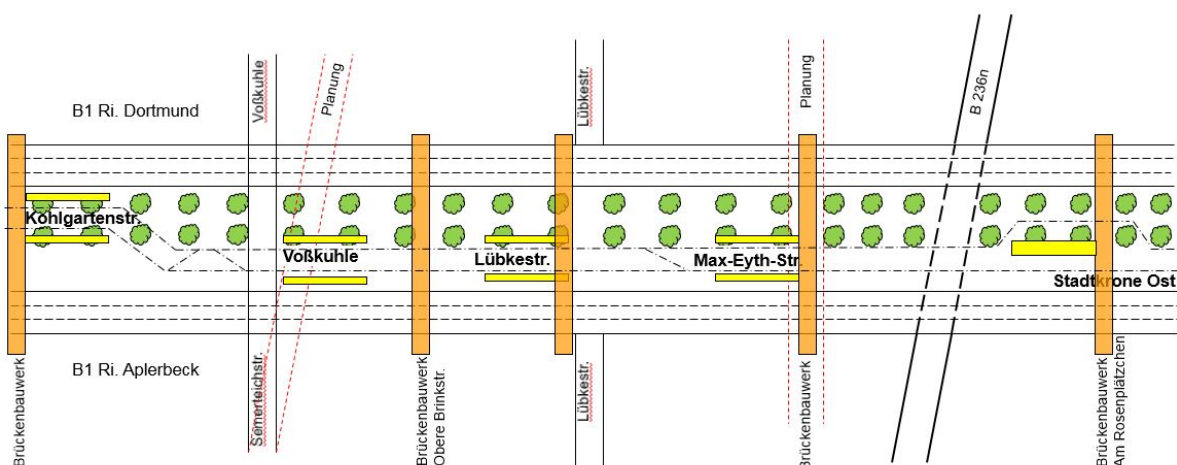 Voßkuhle
Planung
Lübkestr.
Planung
B 236n
B1 Ri. Dortmund
Kohlgartenstr.
Voßkuhle
Lübkestr.
Max-Eyth-Str.
Stadtkrone Ost
B1 Ri. Aplerbeck
Brückenbauwerk
Semerteichstr.
Brückenbauwerk
Obere Brinkstr.
Lübkestr.
Brückenbauwerk
Brückenbauwerk
Am Rosenplätzchen